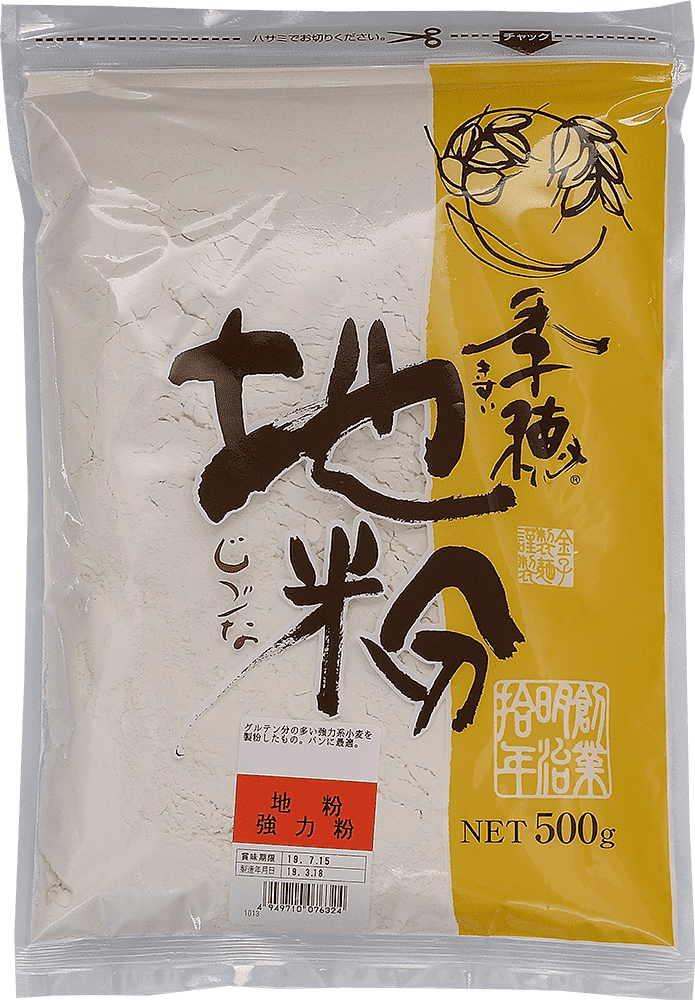 ハサミでお切りください。
チャック
季穂
きすい
®
地粉
じごな
金子製麺謹製
創業明治拾年
NET 500g
グルテン分の多い強力系小麦を
製粉したもの。パンに最適。
地 粉
強 力 粉
賞味期限 19. 7.15
製造年月日 19. 3.18
4 949710 076324
1013